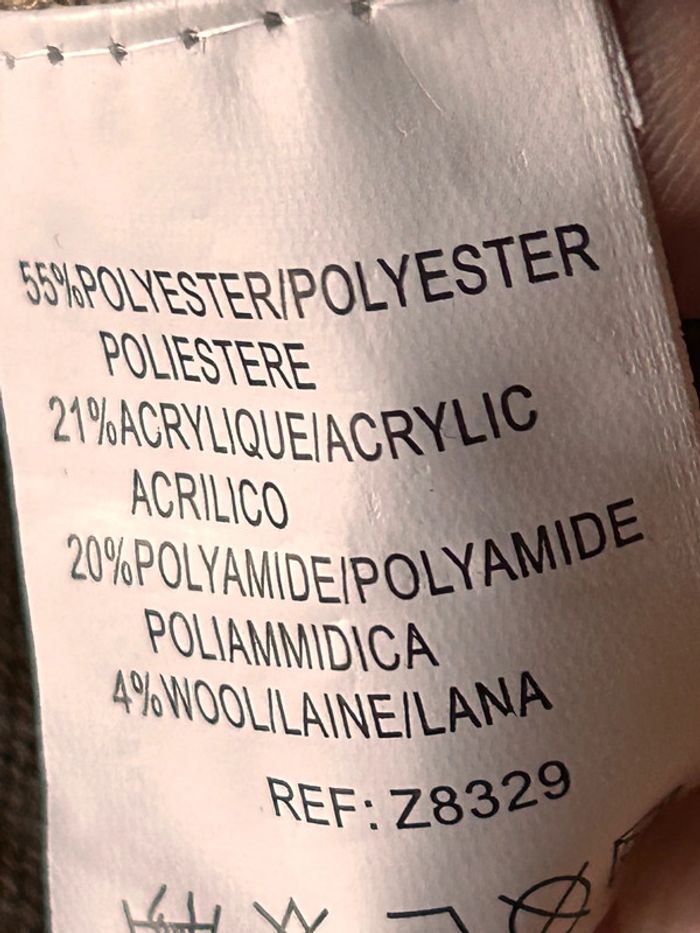 55%POLYESTER/POLYESTER
POLIESTERE
21%ACRYLIQUE/ACRYLIC
ACRILICO
20%POLYAMIDE/POLYAMIDE
POLIAMMIDICA
4%WOOL/LAINE/LANA
REF: Z8329